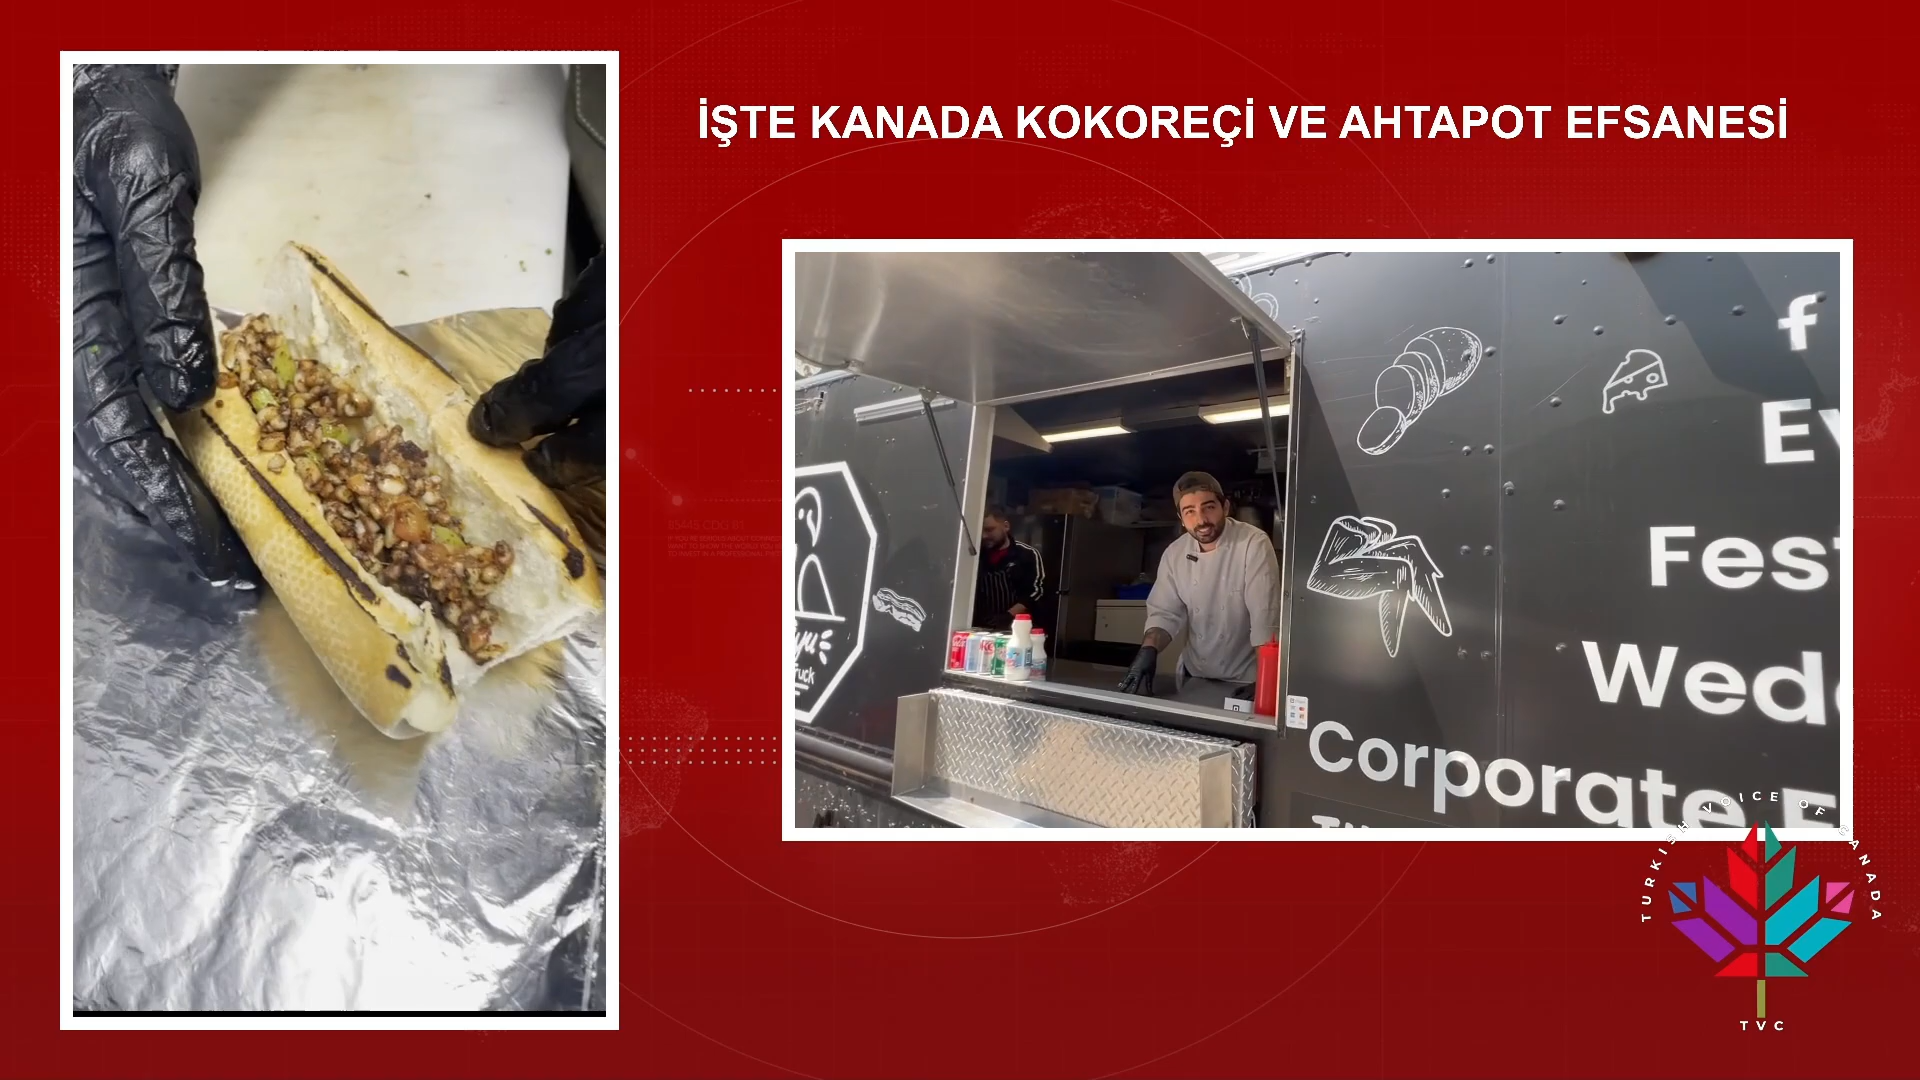 İŞTE KANADA KOKOREÇİ VE AHTAPOT EFSANESİ
f
Ev
Fest
Wed
Corporate E
TURKISH VOICE OF CANADA
TVC